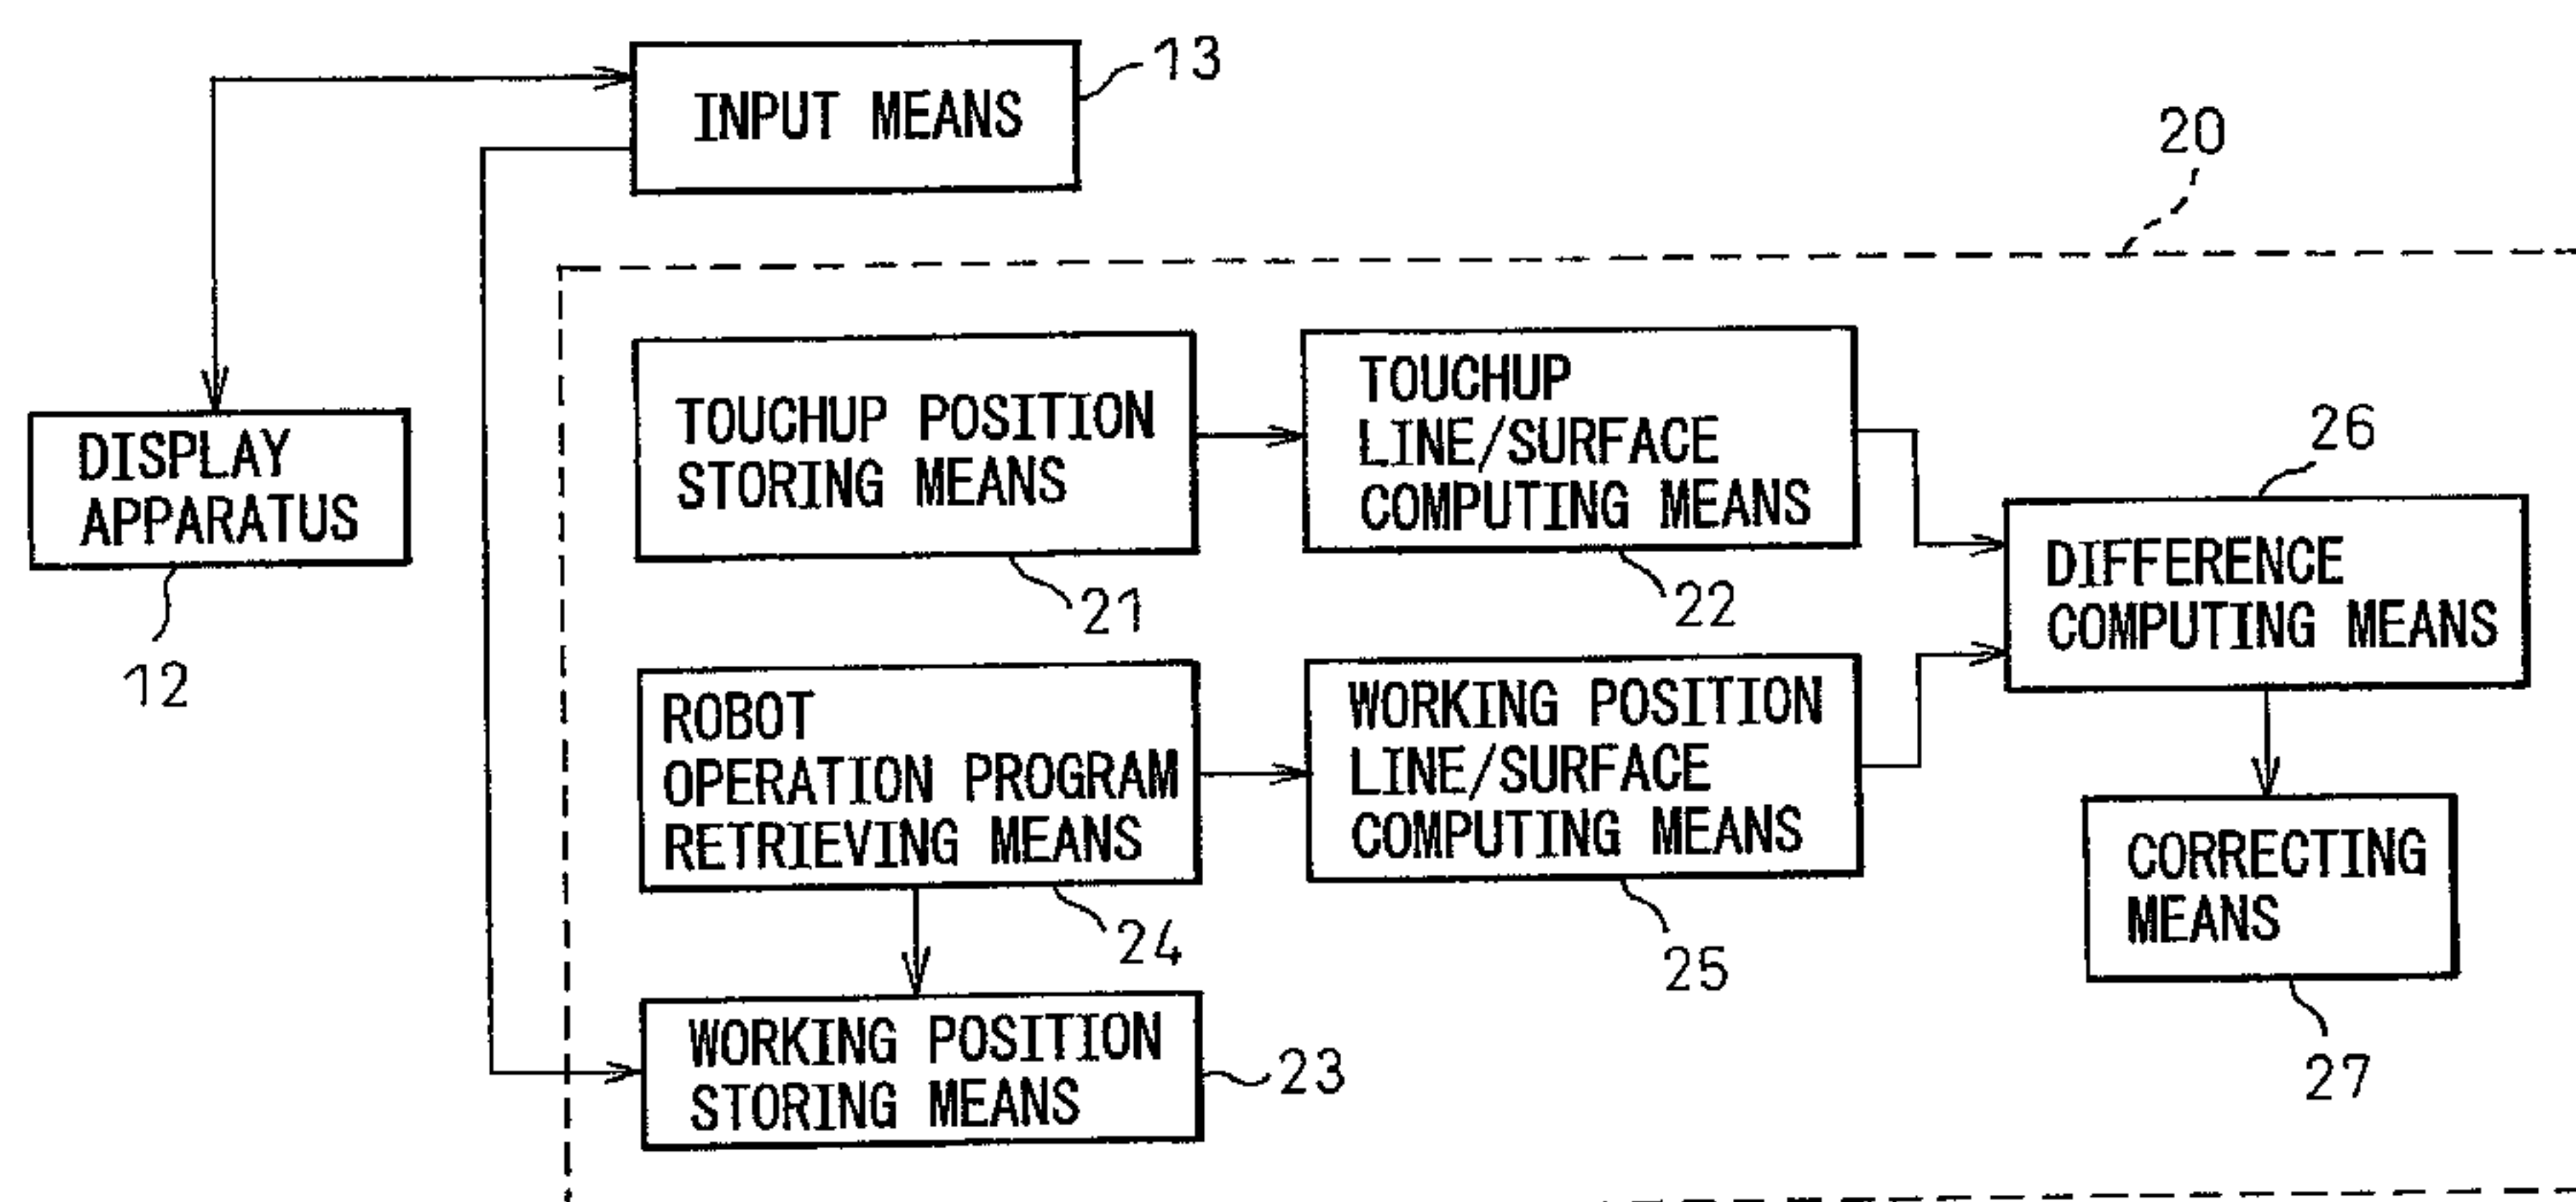 13
INPUT MEANS
20
DISPLAY
APPARATUS
12
TOUCHUP POSITION
STORING MEANS
21
TOUCHUP
LINE/SURFACE
COMPUTING MEANS
22
26
DIFFERENCE
COMPUTING MEANS
ROBOT
OPERATION PROGRAM
RETRIEVING MEANS
24
WORKING POSITION
LINE/SURFACE
COMPUTING MEANS
25
CORRECTING
MEANS
27
WORKING POSITION
STORING MEANS
23